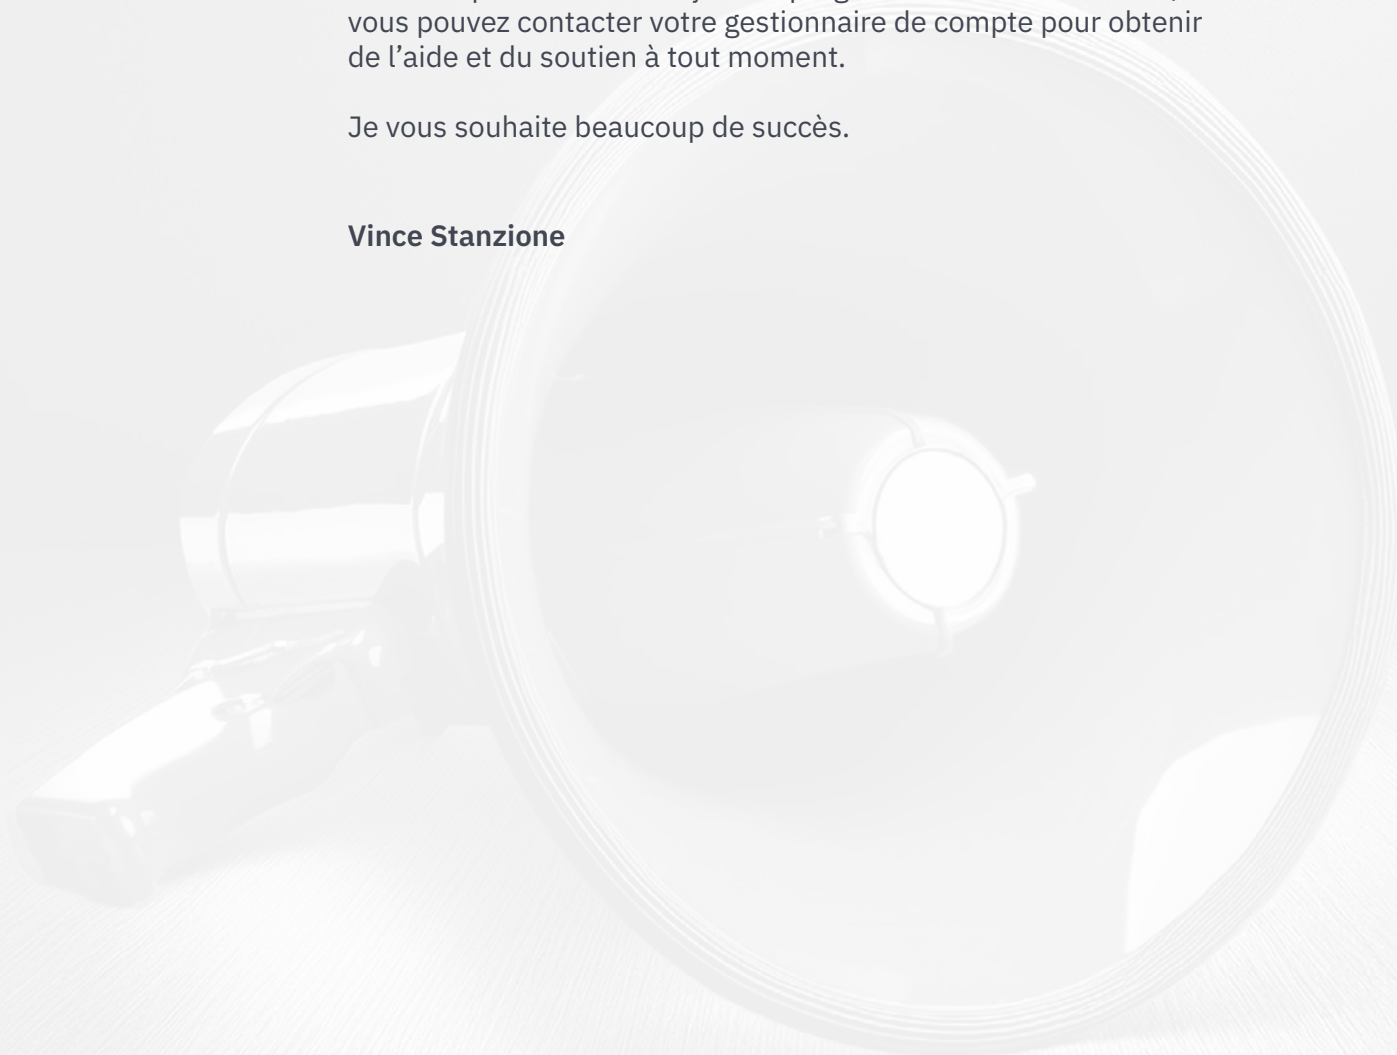 vous pouvez contacter votre gestionnaire de compte pour obtenir
de l’aide et du soutien à tout moment.
Je vous souhaite beaucoup de succès.
Vince Stanzione